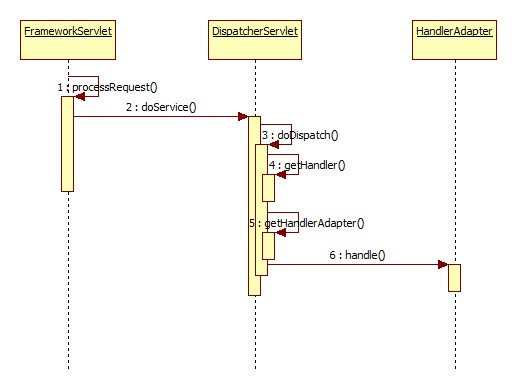 FrameworkServlet
DispatcherServlet
HandlerAdapter
1 : processRequest()
2 : doService()
3 : doDispatch()
4 : getHandler()
5 : getHandlerAdapter()
6 : handle()